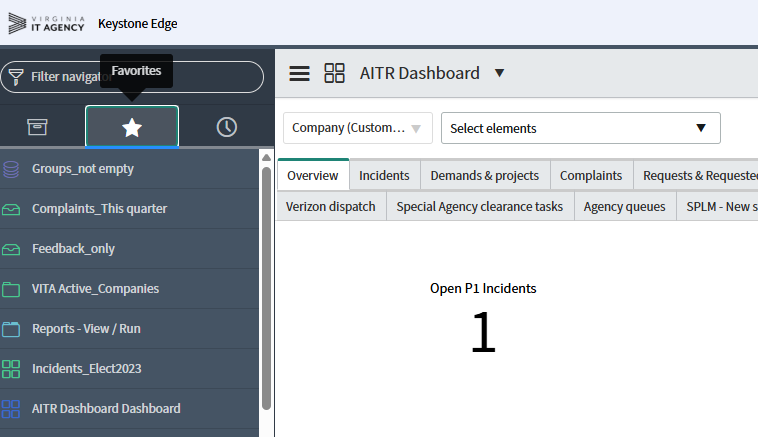 VIRGINIA
IT AGENCY
Keystone Edge
Filter navigator
Favorites
Groups_not empty
Complaints_This quarter
Feedback_only
VITA Active_Companies
Reports - View / Run
Incidents_Elect2023
AITR Dashboard Dashboard
AITR Dashboard
Company (Custom...
Select elements
Overview Incidents Demands & projects Complaints Requests & Requested
Verizon dispatch Special Agency clearance tasks Agency queues SPLM - New s
Open P1 Incidents
1